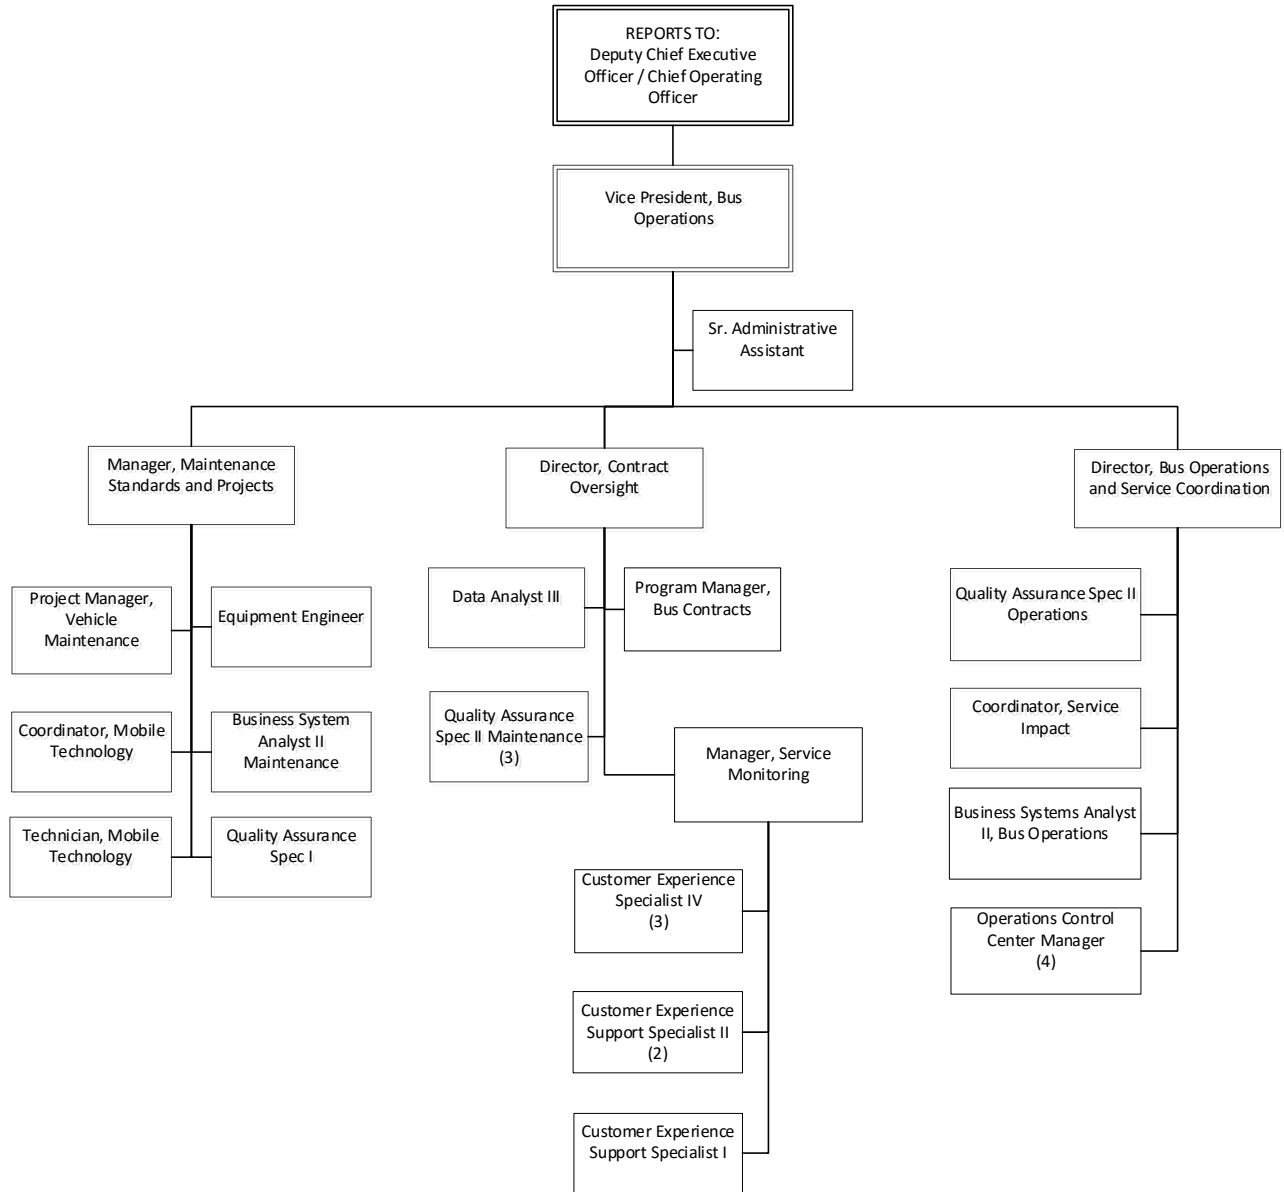 REPORTS TO:
Deputy Chief Executive
Officer / Chief Operating
Officer
Vice President, Bus
Operations
Sr. Administrative
Assistant
Manager, Maintenance
Standards and Projects
Director, Contract
Oversight
Director, Bus Operations
and Service Coordination
Project Manager,
Vehicle
Maintenance
Equipment Engineer
Coordinator, Mobile
Technology
Business System
Analyst II
Maintenance
Technician, Mobile
Technology
Quality Assurance
Spec I
Data Analyst III
Program Manager,
Bus Contracts
Quality Assurance
Spec II Maintenance
(3)
Manager, Service
Monitoring
Customer Experience
Specialist IV
(3)
Customer Experience
Support Specialist II
(2)
Customer Experience
Support Specialist I
Quality Assurance Spec II
Operations
Coordinator, Service
Impact
Business Systems Analyst
II, Bus Operations
Operations Control
Center Manager
(4)